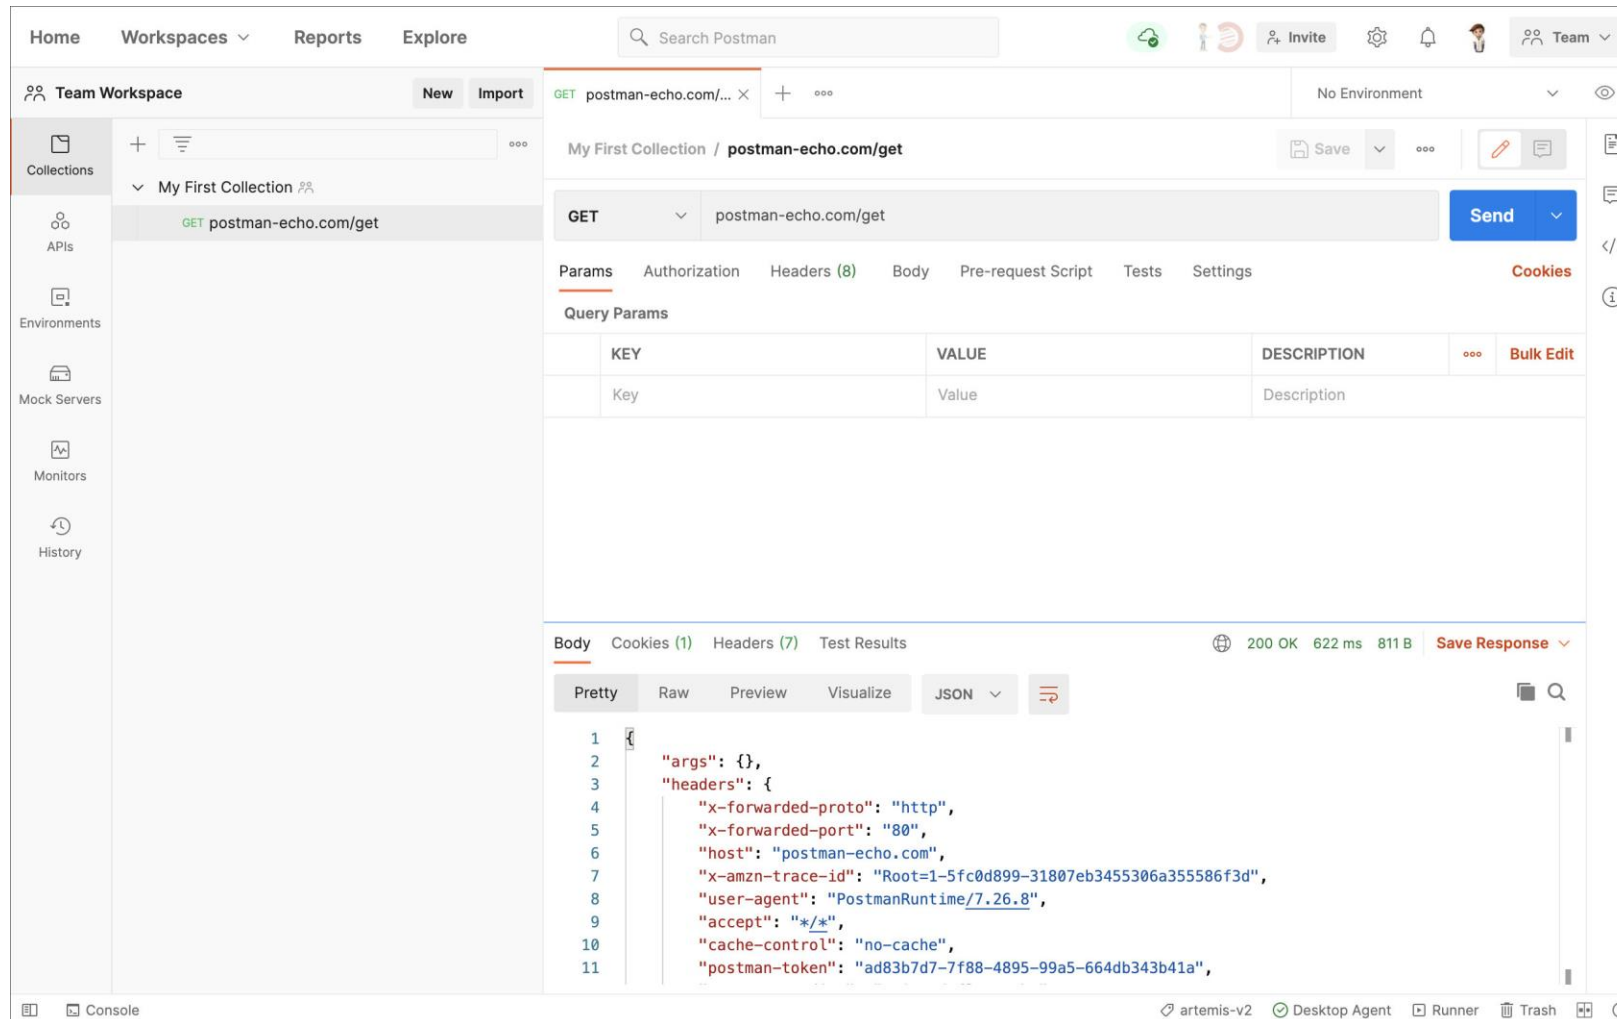 Home Workspaces Reports Explore Search Postman Invite Team
Team Workspace New Import GET postman-echo.com/... No Environment
My First Collection / postman-echo.com/get Save
Collections
My First Collection
GET postman-echo.com/get
GET postman-echo.com/get Send
APIs
Params Authorization Headers (8) Body Pre-request Script Tests Settings Cookies
Query Params
Environments
KEY VALUE DESCRIPTION Bulk Edit
Key Value Description
Mock Servers
Monitors
History
Body Cookies (1) Headers (7) Test Results 200 OK 622 ms 811 B Save Response
Pretty Raw Preview Visualize JSON
1 {
2 "args": {},
3 "headers": {
4 "x-forwarded-proto": "http",
5 "x-forwarded-port": "80",
6 "host": "postman-echo.com",
7 "x-amzn-trace-id": "Root=1-5fc0d899-31807eb3455306a355586f3d",
8 "user-agent": "PostmanRuntime/7.26.8",
9 "accept": "*/*",
10 "cache-control": "no-cache",
11 "postman-token": "ad83b7d7-7f88-4895-99a5-664db343b41a",
Console artemis-v2 Desktop Agent Runner Trash